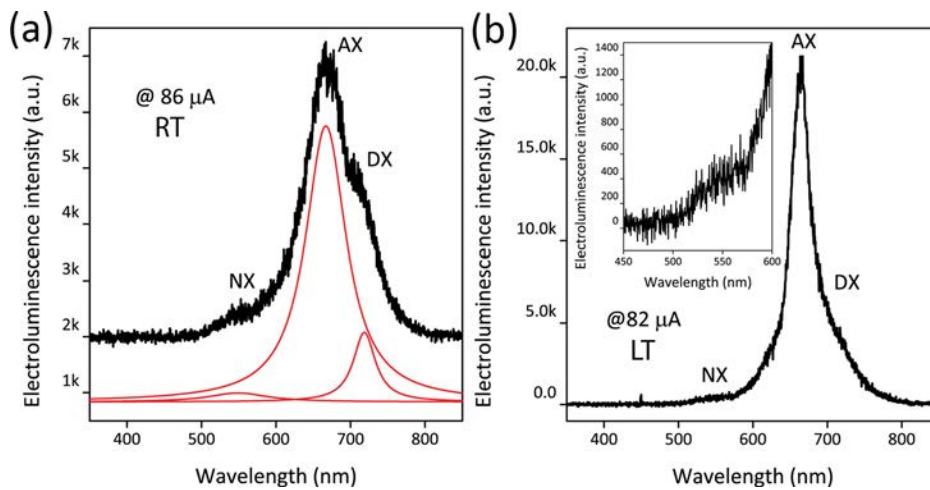 (a)
Electroluminescence intensity (a.u.)
7k
6k
5k
4k
3k
2k
1k
@ 86 μA
RT
AX
DX
NX
400 500 600 700 800
Wavelength (nm)
(b)
Electroluminescence intensity (a.u.)
20.0k
15.0k
10.0k
5.0k
0.0
AX
DX
NX
@82 μA
LT
400 500 600 700 800
Wavelength (nm)
Electroluminescence intensity (a.u.)
1400
1200
1000
800
600
400
200
0
450 500 550 600
Wavelength (nm)